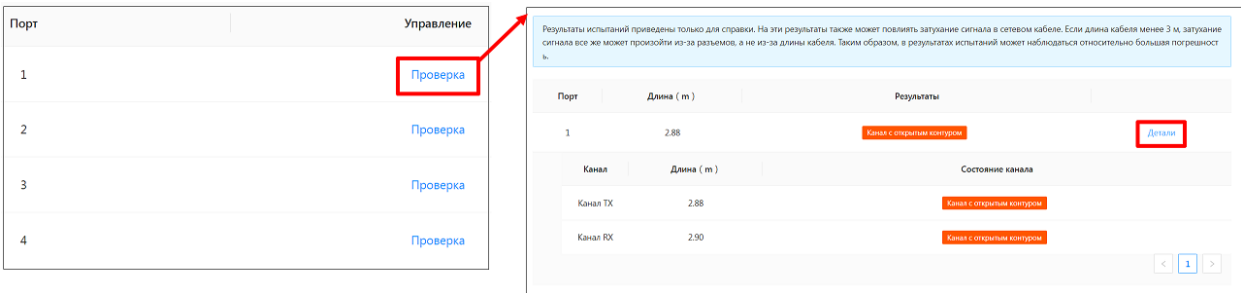 Порт Управление
1 Проверка
2 Проверка
3 Проверка
4 Проверка
Результаты испытаний приведены только для справки. На эти результаты также может повлиять затухание сигнала в сетевом кабеле. Если длина кабеля менее 3 м, затухание
сигнала все же может произойти из-за разъемов, а не из-за длины кабеля. Таким образом, в результатах испытаний может наблюдаться относительно большая погрешност
ь.
Порт Длина ( m ) Результаты
1 2.88 Канал с открытым контуром Детали
Канал Длина ( m ) Состояние канала
Канал TX 2.88 Канал с открытым контуром
Канал RX 2.90 Канал с открытым контуром
< 1 >